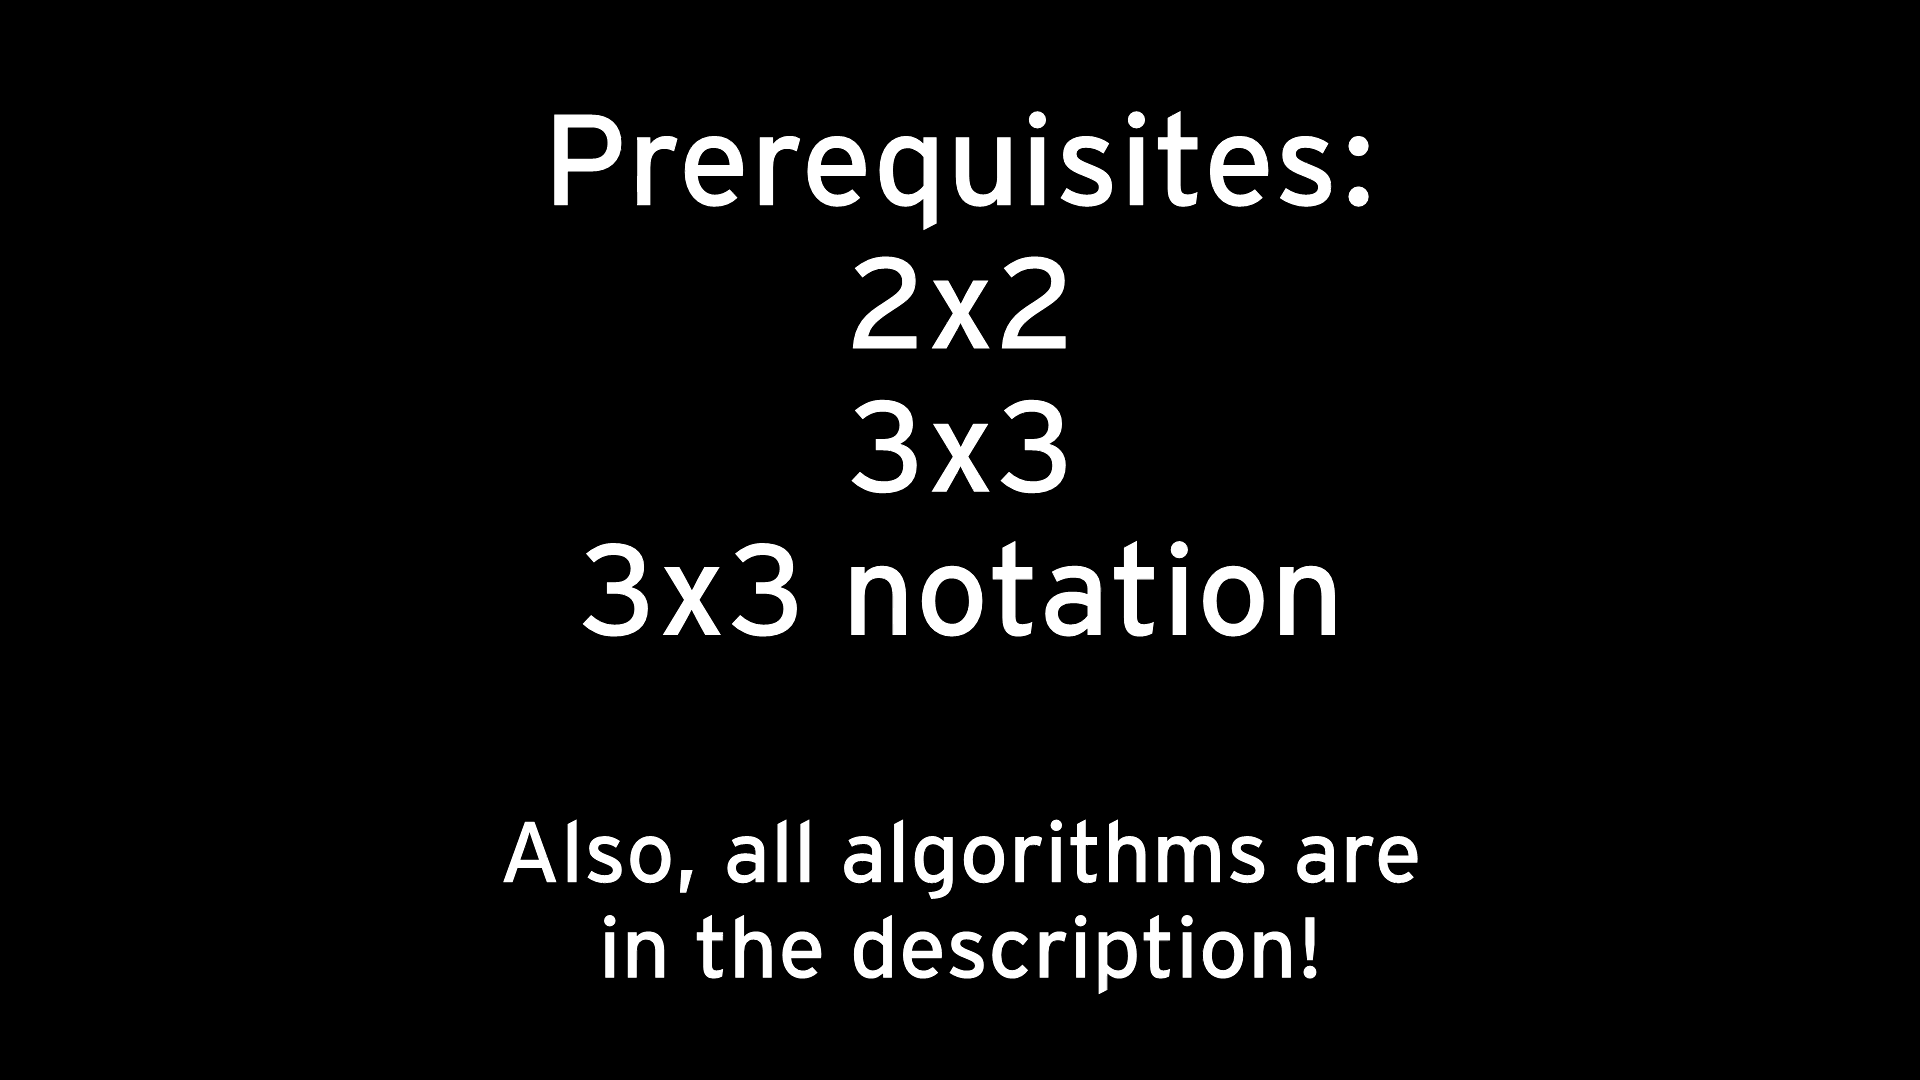 Prerequisites:
2x2
3x3
3x3 notation
Also, all algorithms are
in the description!